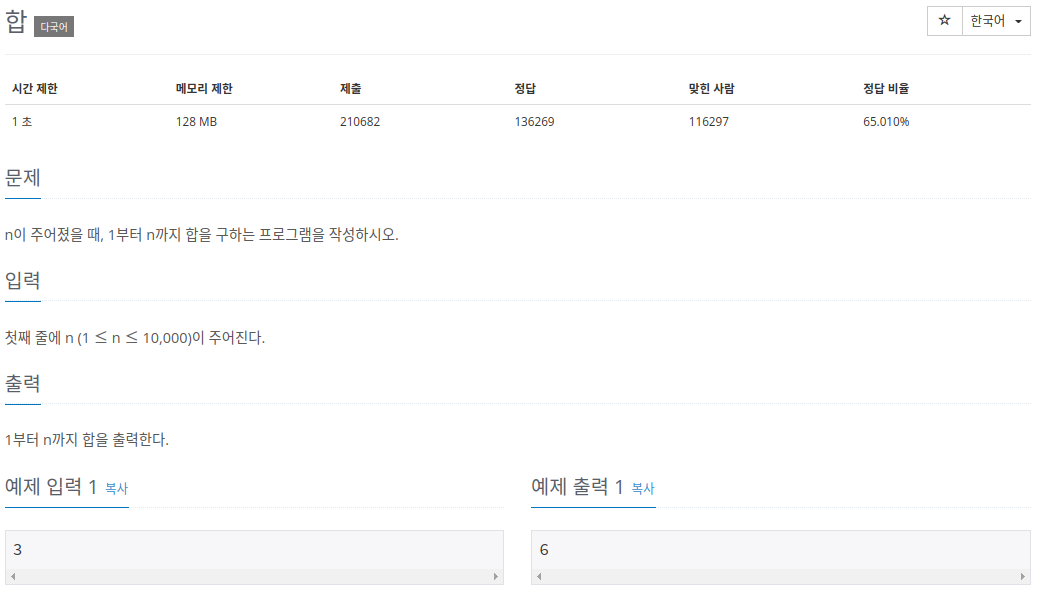 합 다국어
☆ 한국어
시간 제한 메모리 제한 제출 정답 맞힌 사람 정답 비율
1 초 128 MB 210682 136269 116297 65.010%
문제
n이 주어졌을 때, 1부터 n까지 합을 구하는 프로그램을 작성하시오.
입력
첫째 줄에 n (1 ≤ n ≤ 10,000)이 주어진다.
출력
1부터 n까지 합을 출력한다.
예제 입력 1 복사
3
예제 출력 1 복사
6